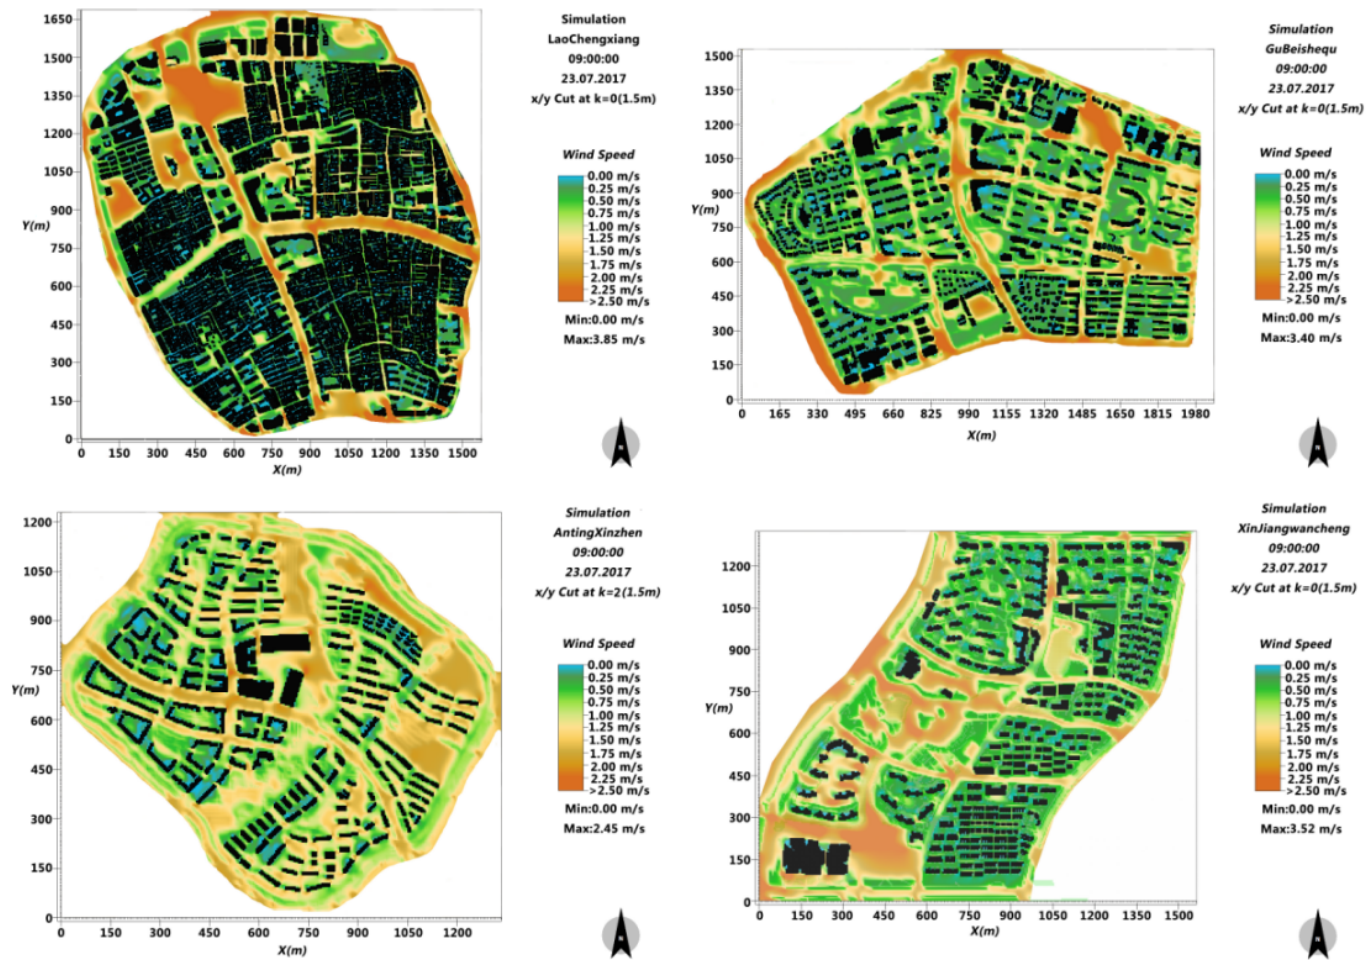 Simulation
LaoChengxiang
09:00:00
23.07.2017
x/y Cut at k=0(1.5m)
Wind Speed
0.00 m/s
0.25 m/s
0.50 m/s
0.75 m/s
1.00 m/s
1.25 m/s
1.50 m/s
1.75 m/s
2.00 m/s
2.25 m/s
>2.50 m/s
Min:0.00 m/s
Max:3.85 m/s
N
Y(m)
1650
1500
1350
1200
1050
900
750
600
450
300
150
0
0 150 300 450 600 750 900 1050 1200 1350 1500
X(m)
Simulation
GuBeishequ
09:00:00
23.07.2017
x/y Cut at k=0(1.5m)
Wind Speed
0.00 m/s
0.25 m/s
0.50 m/s
0.75 m/s
1.00 m/s
1.25 m/s
1.50 m/s
1.75 m/s
2.00 m/s
2.25 m/s
>2.50 m/s
Min:0.00 m/s
Max:3.40 m/s
N
Y(m)
1500
1350
1200
1050
900
750
600
450
300
150
0
0 165 330 495 660 825 990 1155 1320 1485 1650 1815 1980
X(m)
Simulation
AntingXinzhen
09:00:00
23.07.2017
x/y Cut at k=2(1.5m)
Wind Speed
0.00 m/s
0.25 m/s
0.50 m/s
0.75 m/s
1.00 m/s
1.25 m/s
1.50 m/s
1.75 m/s
2.00 m/s
2.25 m/s
>2.50 m/s
Min:0.00 m/s
Max:2.45 m/s
N
Y(m)
1200
1050
900
750
600
450
300
150
0
0 150 300 450 600 750 900 1050 1200
X(m)
Simulation
XinJiangwancheng
09:00:00
23.07.2017
x/y Cut at k=0(1.5m)
Wind Speed
0.00 m/s
0.25 m/s
0.50 m/s
0.75 m/s
1.00 m/s
1.25 m/s
1.50 m/s
1.75 m/s
2.00 m/s
2.25 m/s
>2.50 m/s
Min:0.00 m/s
Max:3.52 m/s
N
Y(m)
1200
1050
900
750
600
450
300
150
0
0 150 300 450 600 750 900 1050 1200 1350 1500
X(m)